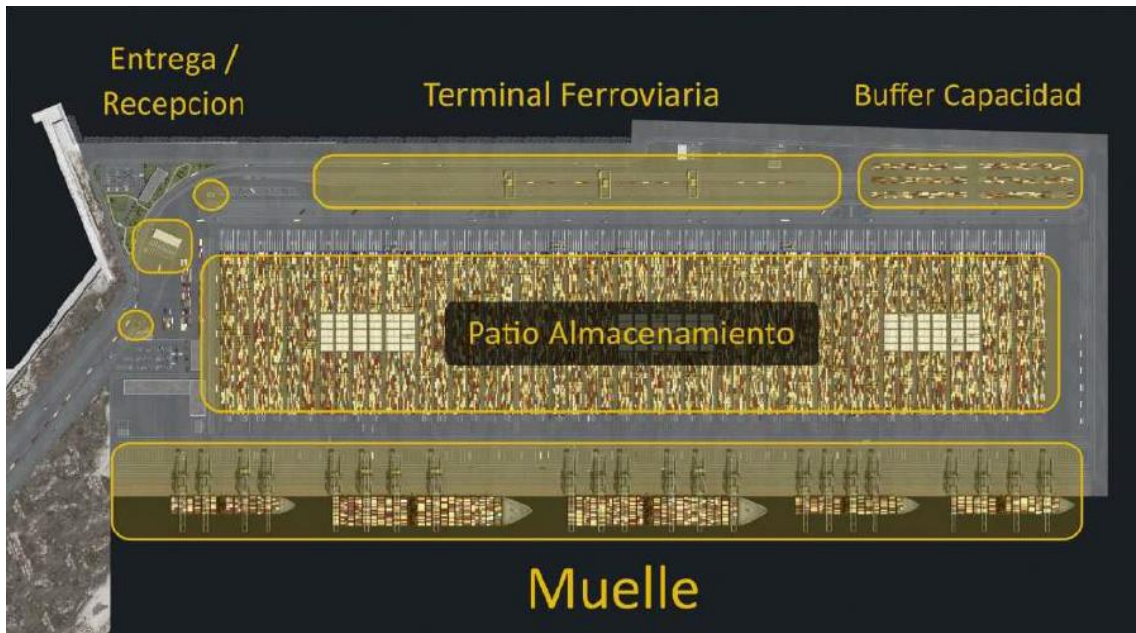 Entrega /
Recepcion
Terminal Ferroviaria
Buffer Capacidad
Patio Almacenamiento
Muelle